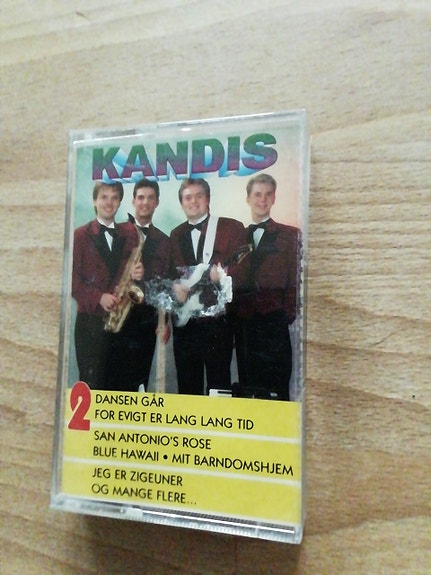 KANDIS
2
DANSEN GÅR
FOR EVIGT ER LANG LANG TID
SAN ANTONIO'S ROSE
BLUE HAWAII • MIT BARNDOMSHJEM
JEG ER ZIGEUNER
OG MANGE FLERE...